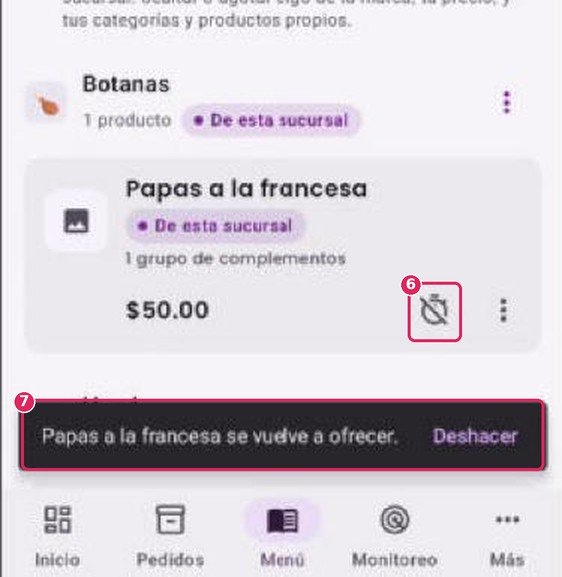 tus categorías y productos propios.
Botanas
1 producto • De esta sucursal
Papas a la francesa
• De esta sucursal
1 grupo de complementos
$50.00
6
7
Papas a la francesa se vuelve a ofrecer. Deshacer
Inicio Pedidos Menú Monitoreo Más